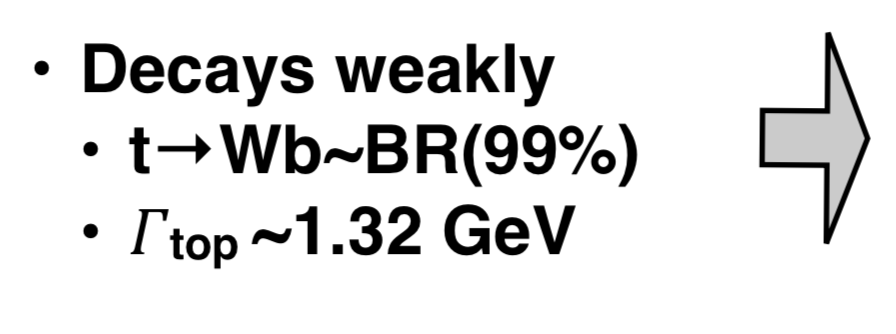 • Decays weakly
• t→Wb~BR(99%)
• Γtop ~1.32 GeV